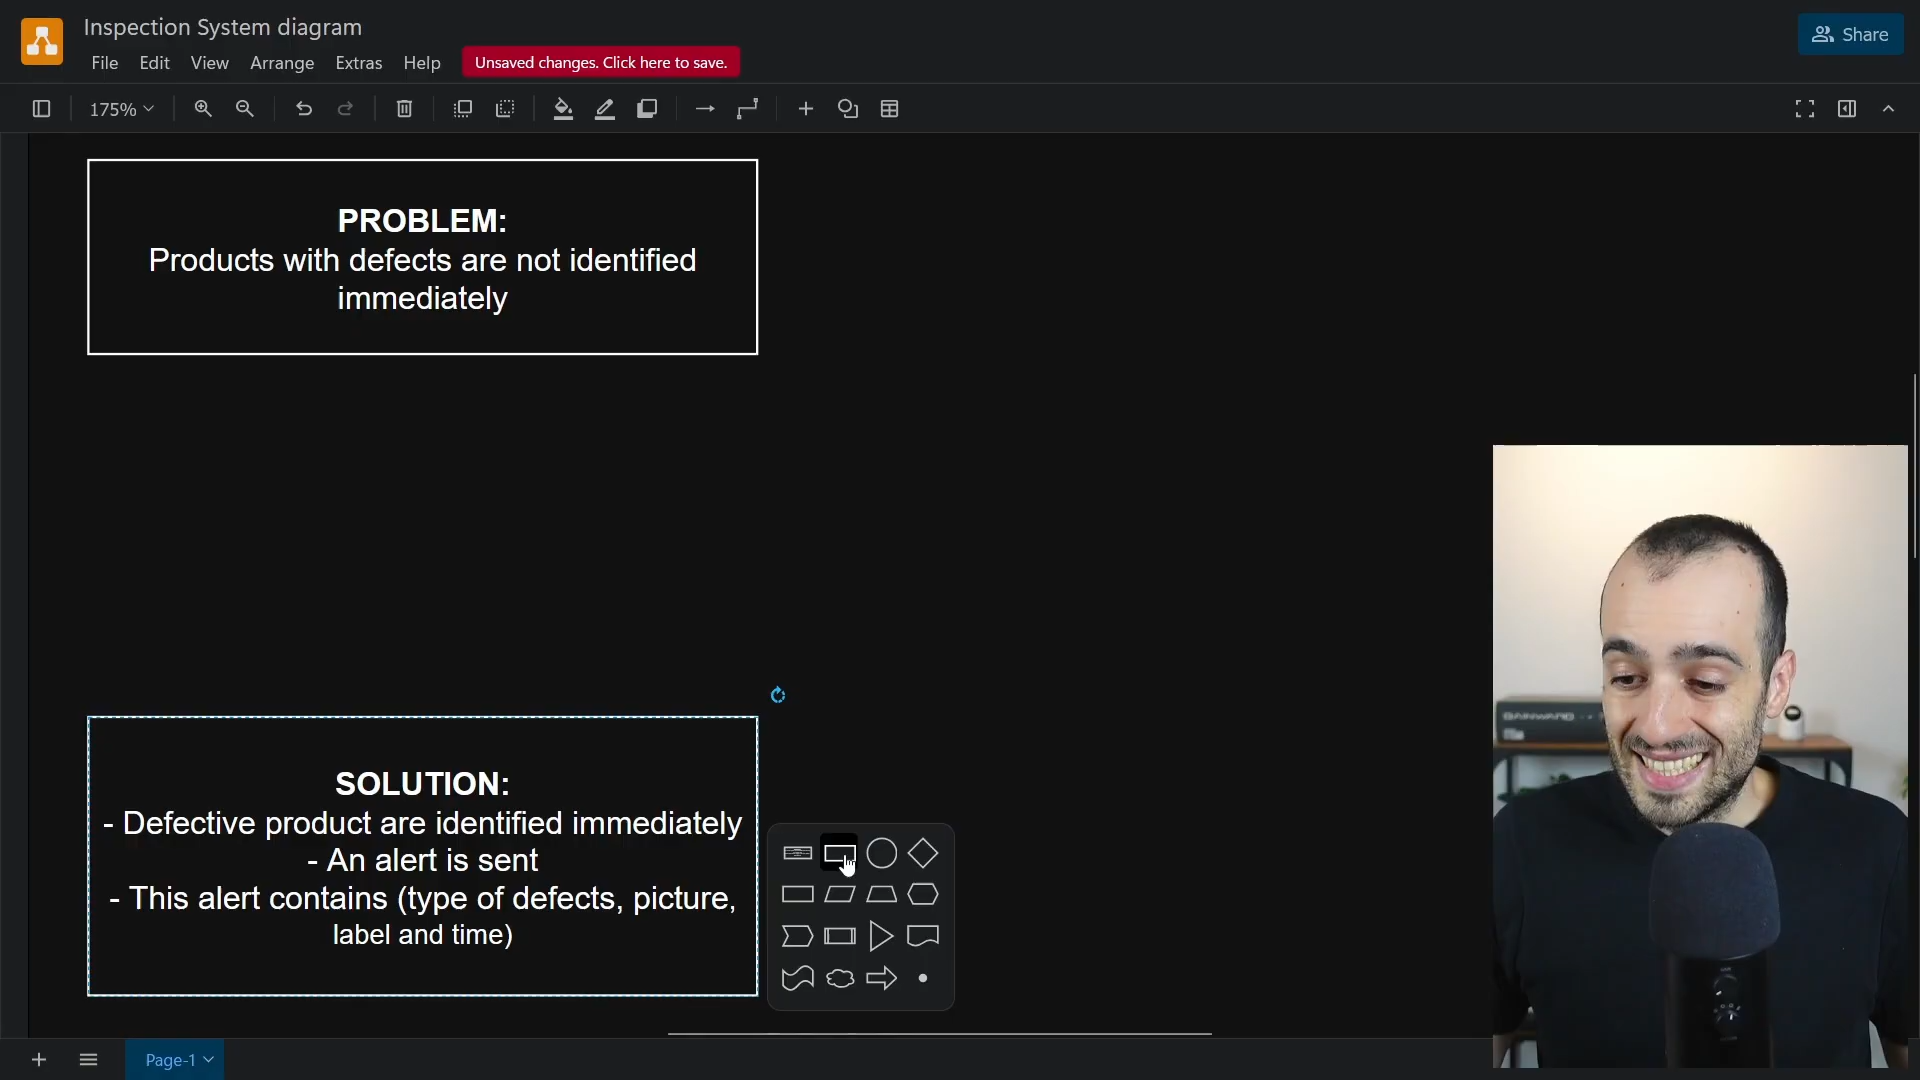 Inspection System diagram
File Edit View Arrange Extras Help Unsaved changes. Click here to save.
Share
175%
PROBLEM:
Products with defects are not identified
immediately
SOLUTION:
- Defective product are identified immediately
- An alert is sent
- This alert contains (type of defects, picture,
label and time)
GAINWARD
Page-1